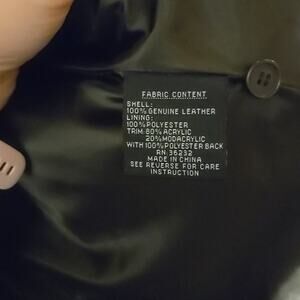 FABRIC CONTENT
SHELL:
100% GENUINE LEATHER
LINING:
100% POLYESTER
TRIM: 80% ACRYLIC
20% MODACRYLIC
WITH 100% POLYESTER BACK
RN: 36232
MADE IN CHINA
SEE REVERSE FOR CARE
INSTRUCTION